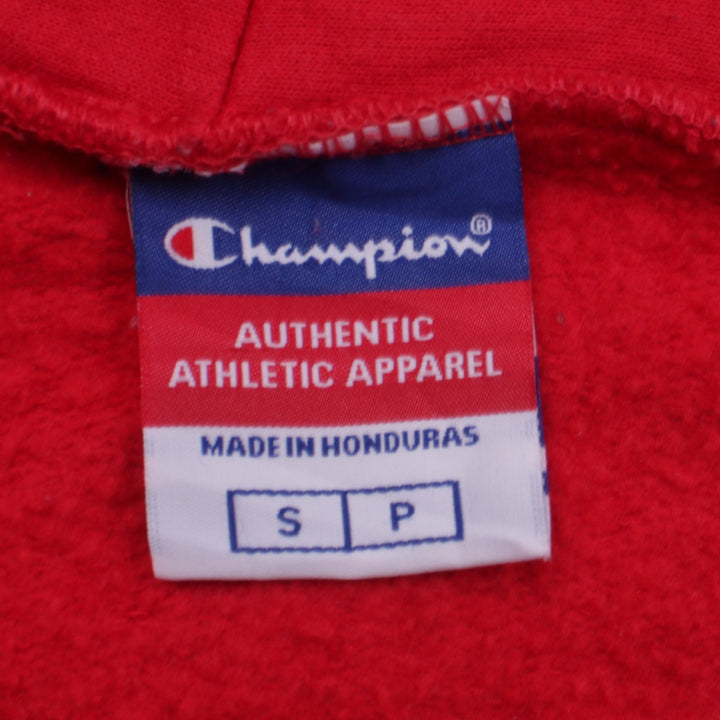 Champion®
AUTHENTIC
ATHLETIC APPAREL
MADE IN HONDURAS
S P